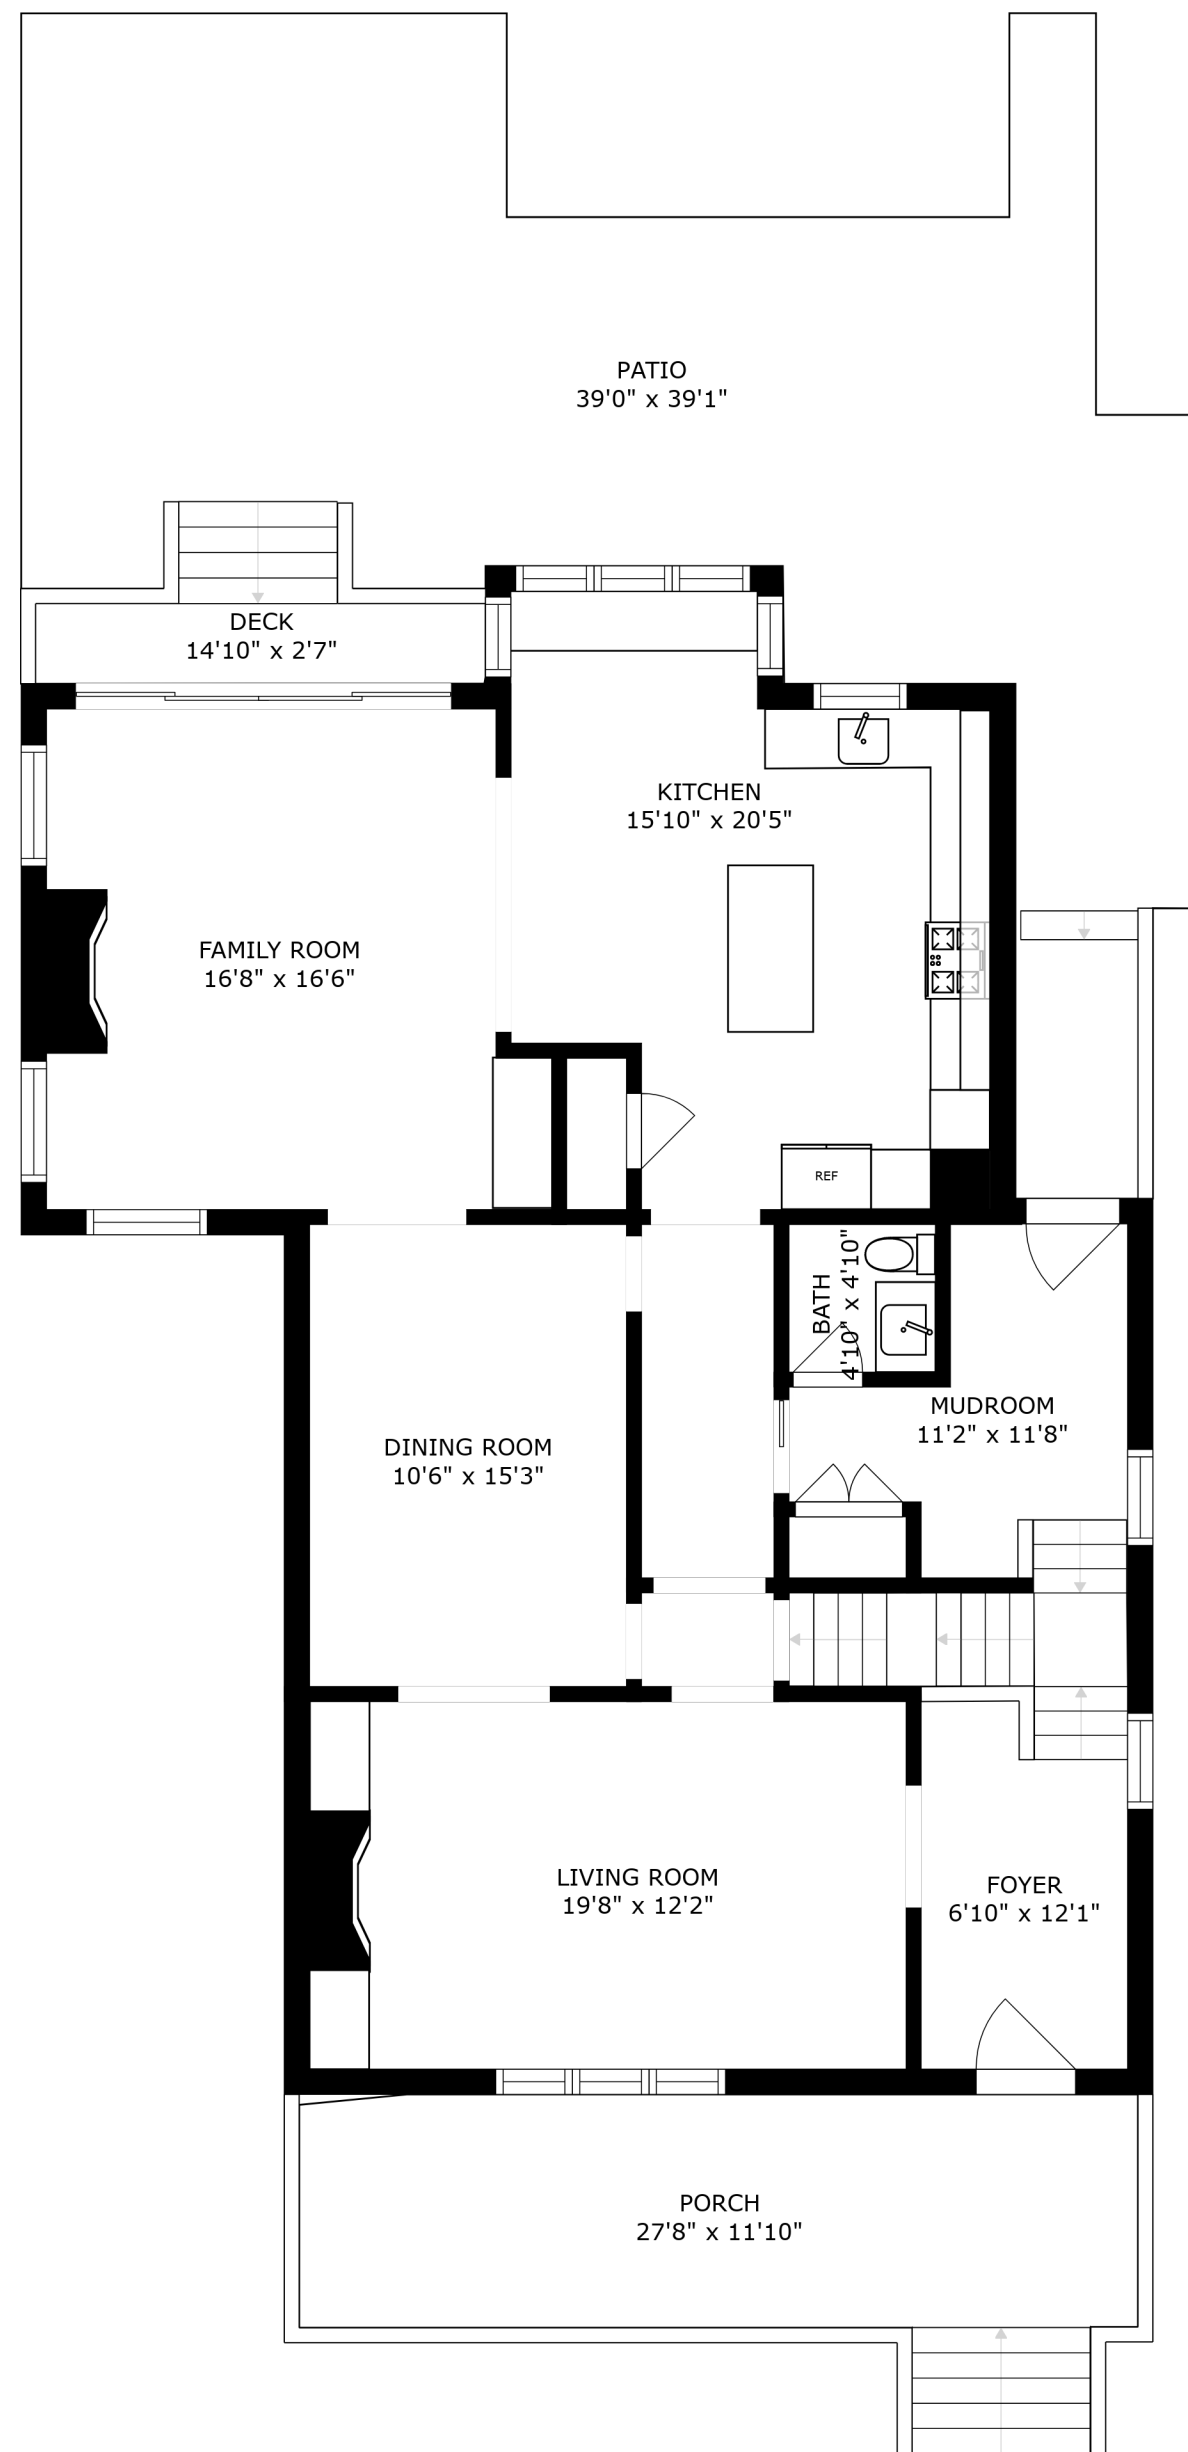 PATIO
39'0" x 39'1"
DECK
14'10" x 2'7"
KITCHEN
15'10" x 20'5"
FAMILY ROOM
16'8" x 16'6"
REF
BATH
4'10" x 4'10"
MUDROOM
11'2" x 11'8"
DINING ROOM
10'6" x 15'3"
LIVING ROOM
19'8" x 12'2"
FOYER
6'10" x 12'1"
PORCH
27'8" x 11'10"